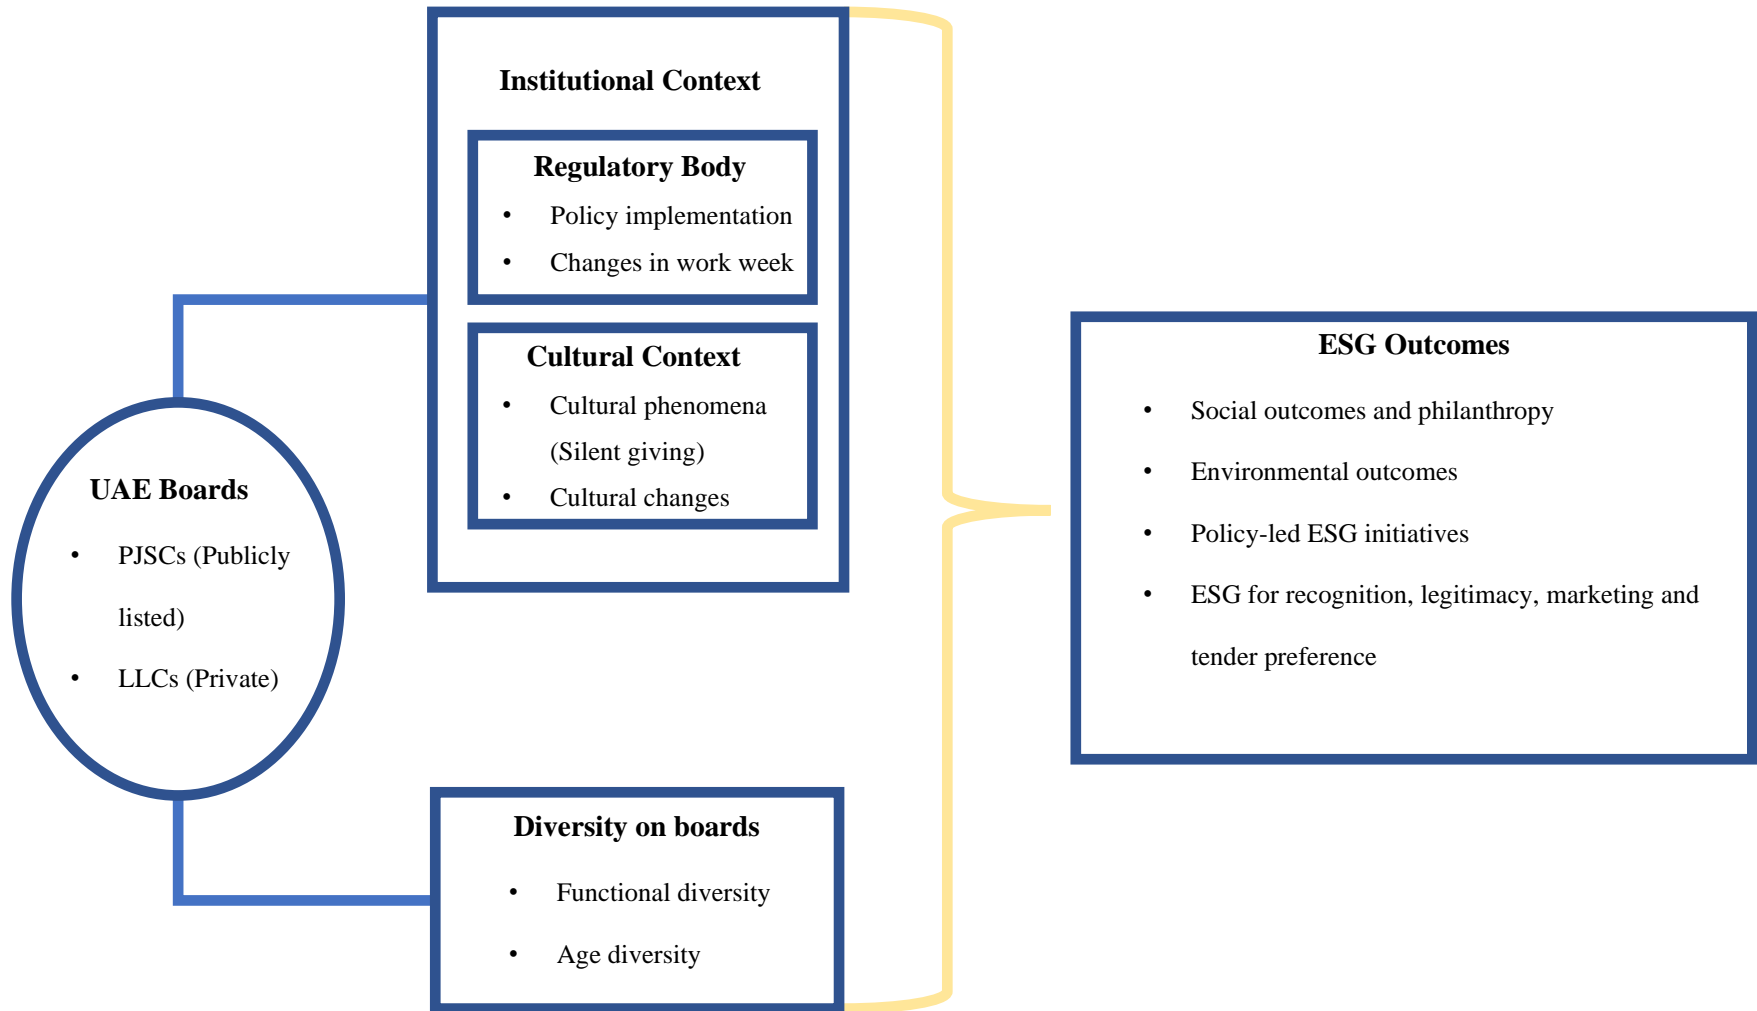 Institutional Context
Regulatory Body
• Policy implementation
• Changes in work week
Cultural Context
• Cultural phenomena
(Silent giving)
• Cultural changes
UAE Boards
• PJSCs (Publicly
listed)
• LLCs (Private)
Diversity on boards
• Functional diversity
• Age diversity
ESG Outcomes
• Social outcomes and philanthropy
• Environmental outcomes
• Policy-led ESG initiatives
• ESG for recognition, legitimacy, marketing and
tender preference